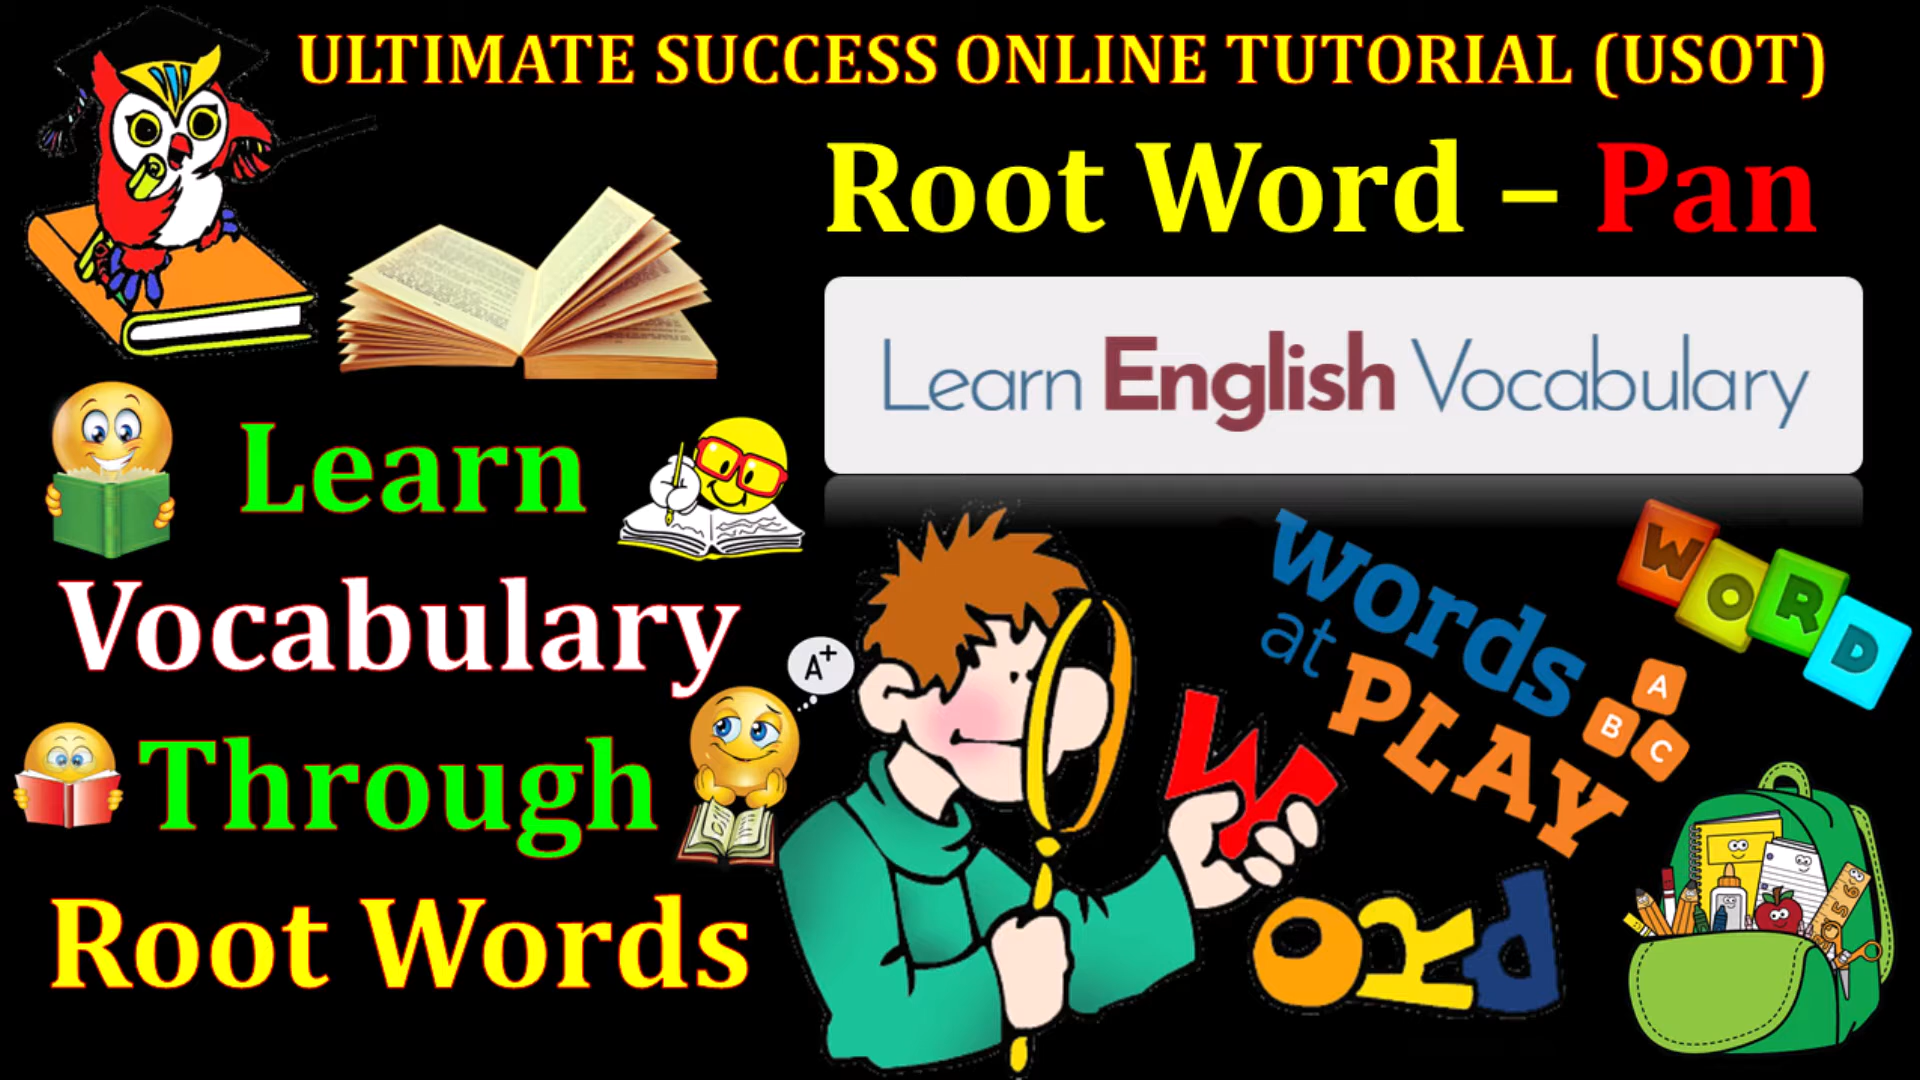 ULTIMATE SUCCESS ONLINE TUTORIAL (USOT)
Root Word – Pan
Learn English Vocabulary
Learn
Vocabulary
Through
Root Words
A+
words
at
PLAY
A
B C
WORD
W
ORd